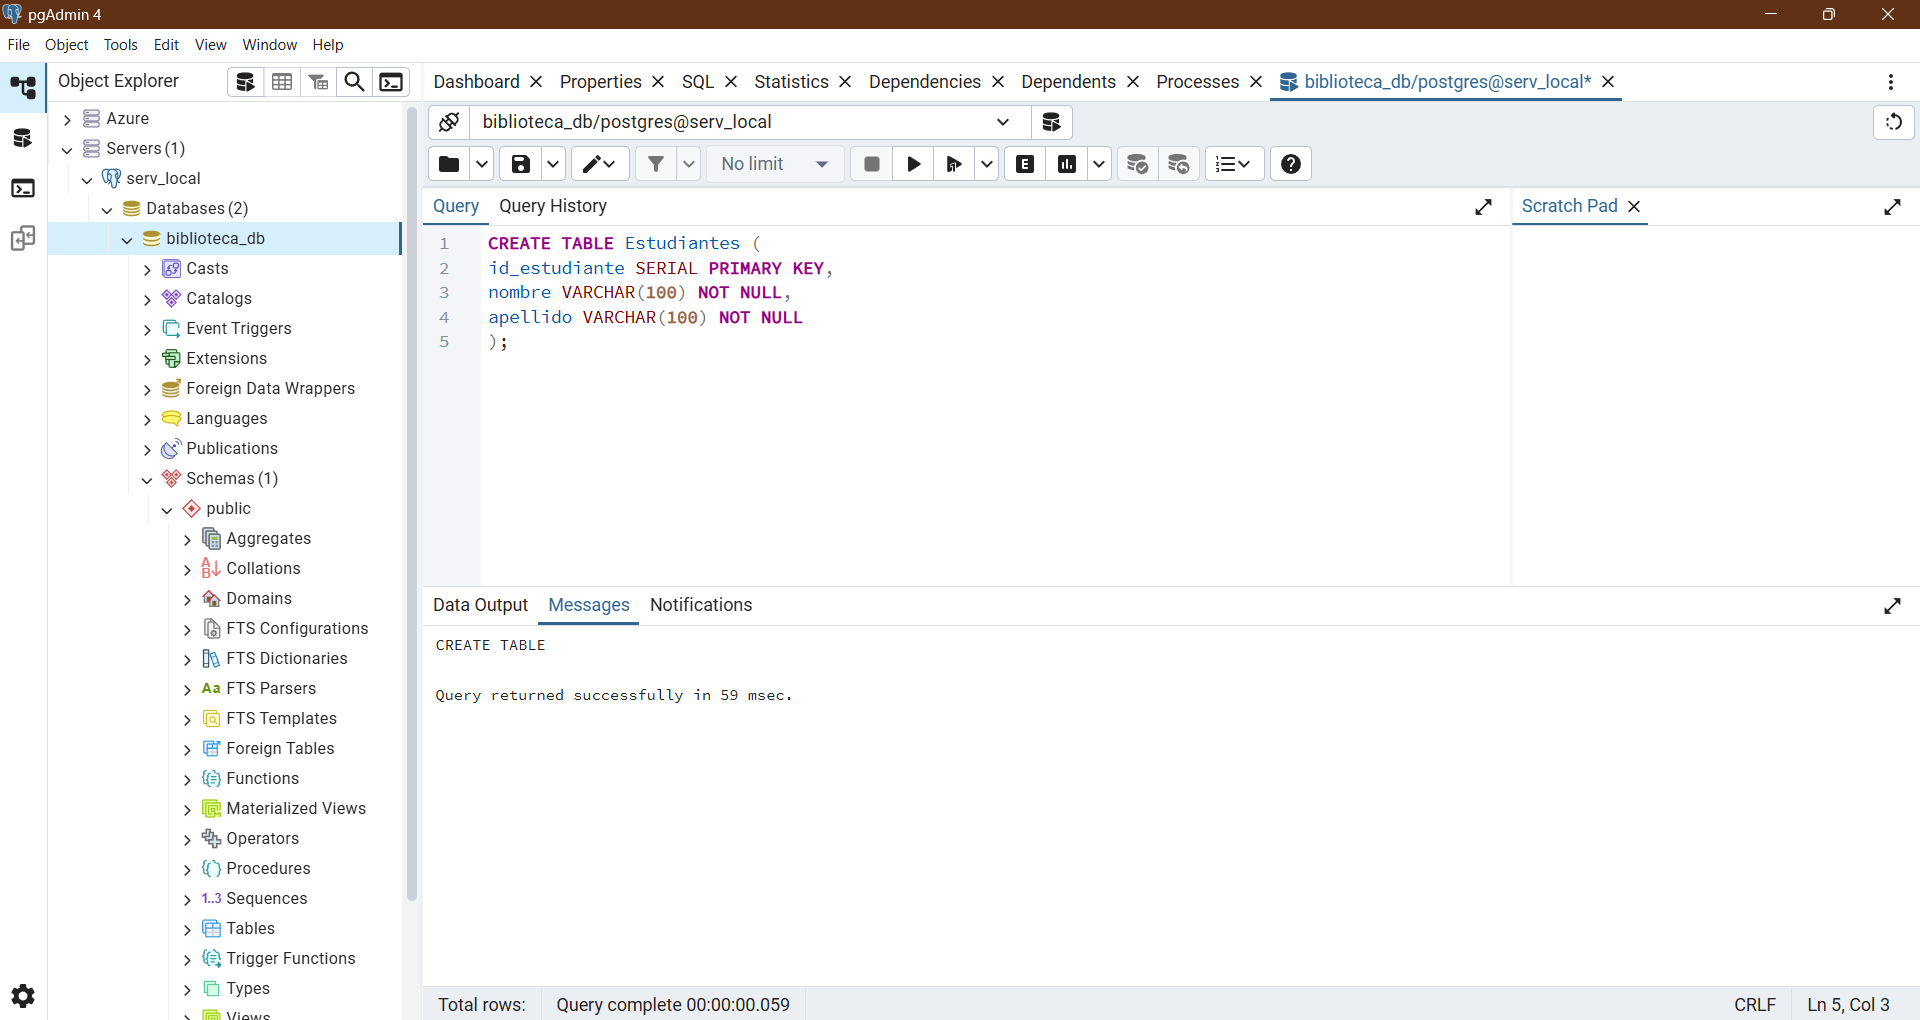 pgAdmin 4
File Object Tools Edit View Window Help
Object Explorer
Dashboard Properties SQL Statistics Dependencies Dependents Processes biblioteca_db/postgres@serv_local*
biblioteca_db/postgres@serv_local
No limit
E
Azure
Servers (1)
serv_local
Databases (2)
biblioteca_db
Casts
Catalogs
Event Triggers
Extensions
Foreign Data Wrappers
Languages
Publications
Schemas (1)
public
Aggregates
Collations
Domains
FTS Configurations
FTS Dictionaries
Aa FTS Parsers
FTS Templates
Foreign Tables
Functions
Materialized Views
Operators
Procedures
1..3 Sequences
Tables
Trigger Functions
Types
Views
Query Query History
Scratch Pad
1 CREATE TABLE Estudiantes (
2 id_estudiante SERIAL PRIMARY KEY,
3 nombre VARCHAR(100) NOT NULL,
4 apellido VARCHAR(100) NOT NULL
5 );
Data Output Messages Notifications
CREATE TABLE
Query returned successfully in 59 msec.
Total rows: Query complete 00:00:00.059 CRLF Ln 5, Col 3